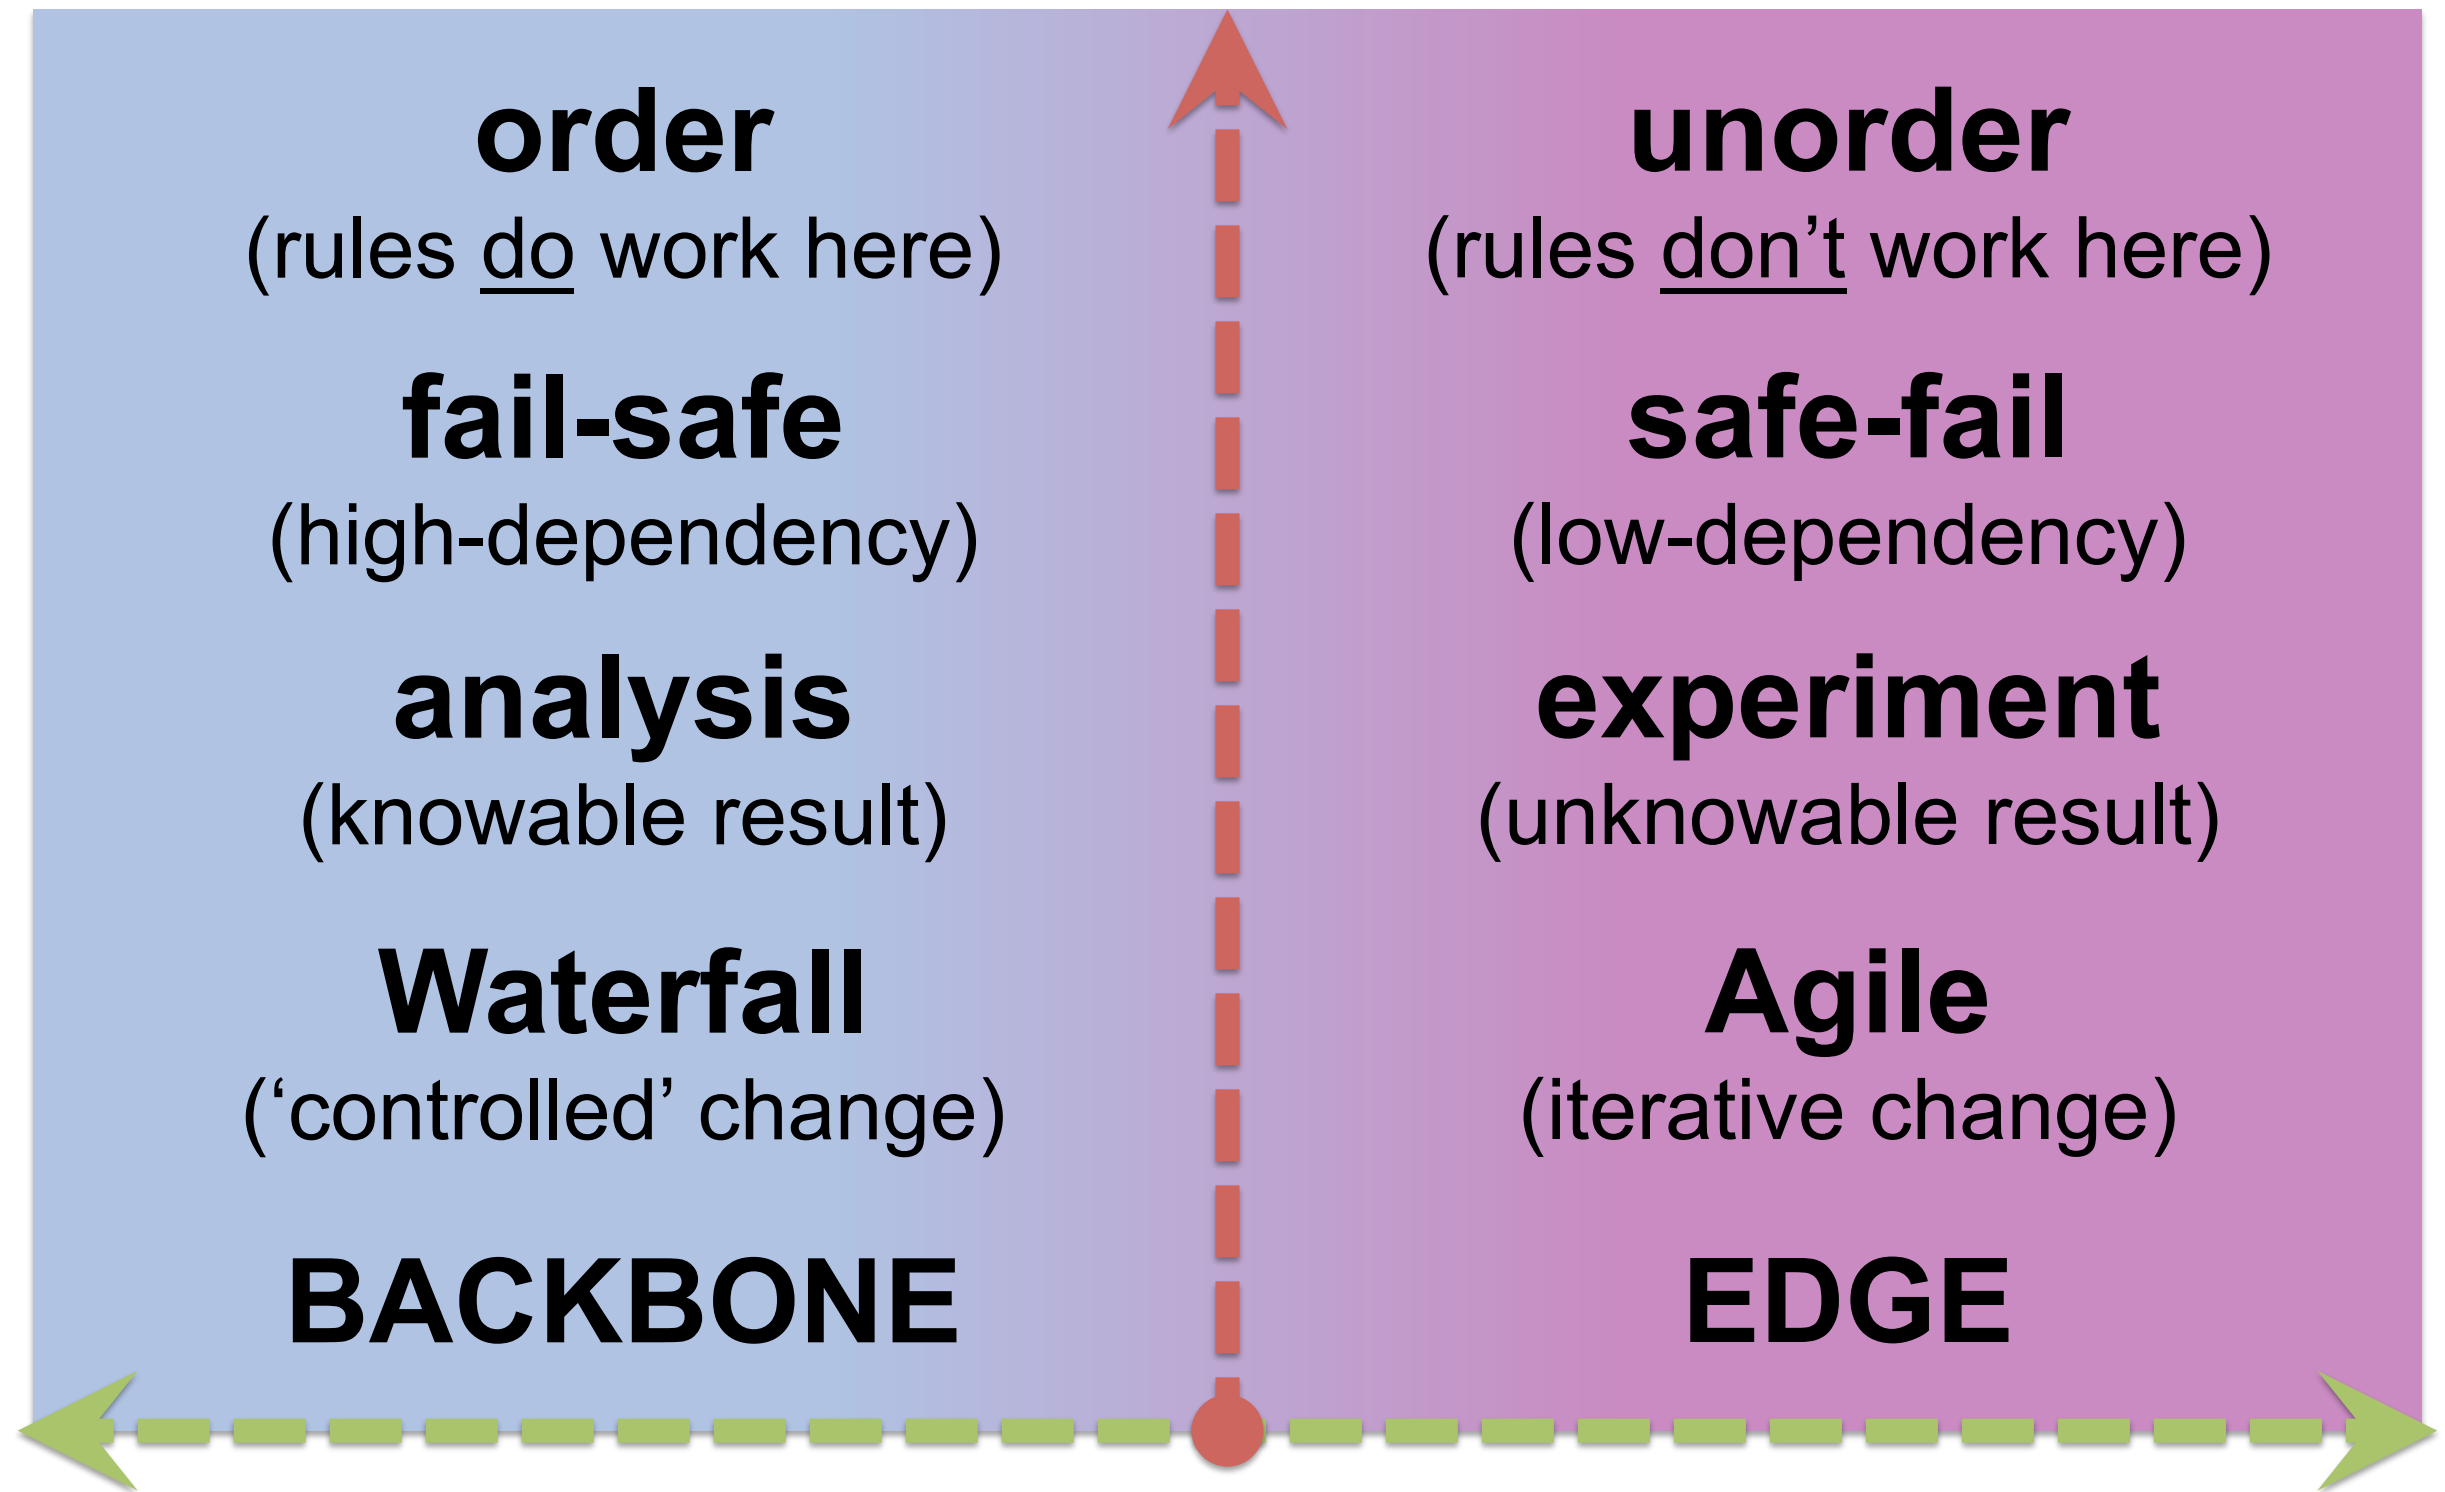 order
(rules do work here)
fail-safe
(high-dependency)
analysis
(knowable result)
Waterfall
(‘controlled’ change)
BACKBONE
unorder
(rules don’t work here)
safe-fail
(low-dependency)
experiment
(unknowable result)
Agile
(iterative change)
EDGE